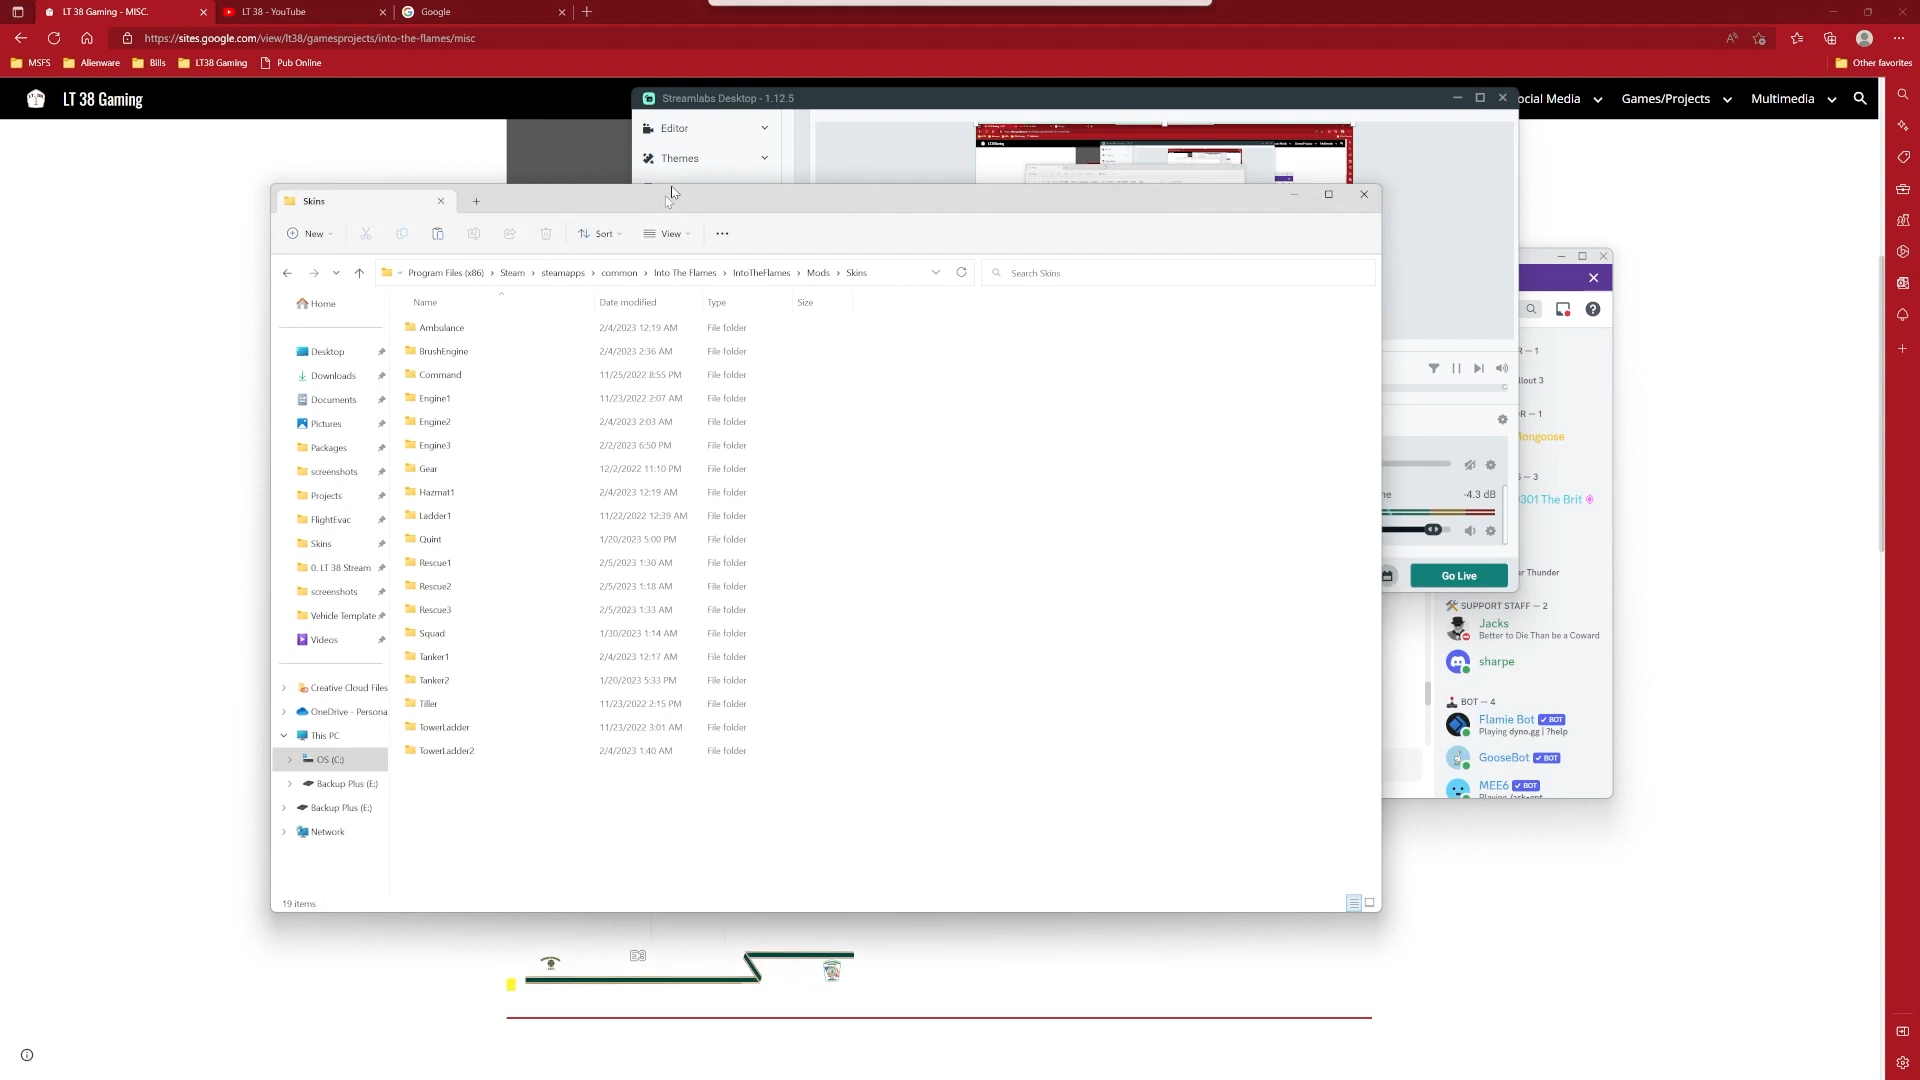 LT 38 Gaming - MISC.
LT 38 - YouTube
Google
https://sites.google.com/view/lt38/gamesprojects/into-the-flames/misc
MSFS
Alienware
Bills
LT38 Gaming
Pub Online
Other favorites
LT 38 Gaming
Streamlabs Desktop - 1.12.5
ocial Media
Games/Projects
Multimedia
Editor
Themes
Skins
New
Sort
View
Program Files (x86) > Steam > steamapps > common > Into The Flames > IntoTheFlames > Mods > Skins
Search Skins
Name
Date modified
Type
Size
Ambulance 2/4/2023 12:19 AM File folder
BrushEngine 2/4/2023 2:36 AM File folder
Command 11/25/2022 8:55 PM File folder
Engine1 11/23/2022 2:07 AM File folder
Engine2 2/4/2023 2:03 AM File folder
Engine3 2/2/2023 6:50 PM File folder
Gear 12/2/2022 11:10 PM File folder
Hazmat1 2/4/2023 12:19 AM File folder
Ladder1 11/22/2022 12:39 AM File folder
Quint 1/20/2023 5:00 PM File folder
Rescue1 2/5/2023 1:30 AM File folder
Rescue2 2/5/2023 1:18 AM File folder
Rescue3 2/5/2023 1:33 AM File folder
Squad 1/30/2023 1:14 AM File folder
Tanker1 2/4/2023 12:17 AM File folder
Tanker2 1/20/2023 5:33 PM File folder
Tiller 11/23/2022 2:15 PM File folder
TowerLadder 11/23/2022 3:01 AM File folder
TowerLadder2 2/4/2023 1:40 AM File folder
Home
Desktop
Downloads
Documents
Pictures
Packages
screenshots
Projects
FlightEvac
Skins
0. LT 38 Stream
screenshots
Vehicle Template
Videos
Creative Cloud Files
OneDrive - Persona
This PC
OS (C:)
Backup Plus (E:)
Backup Plus (E:)
Network
19 items
-4.3 dB
Go Live
R — 1
llout 3
R — 1
ongoose
S — 3
301 The Brit
ar Thunder
SUPPORT STAFF — 2
Jacks
Better to Die Than be a Coward
sharpe
BOT — 4
Flamie Bot BOT
Playing dyno.gg | ?help
GooseBot BOT
MEE6 BOT
E3